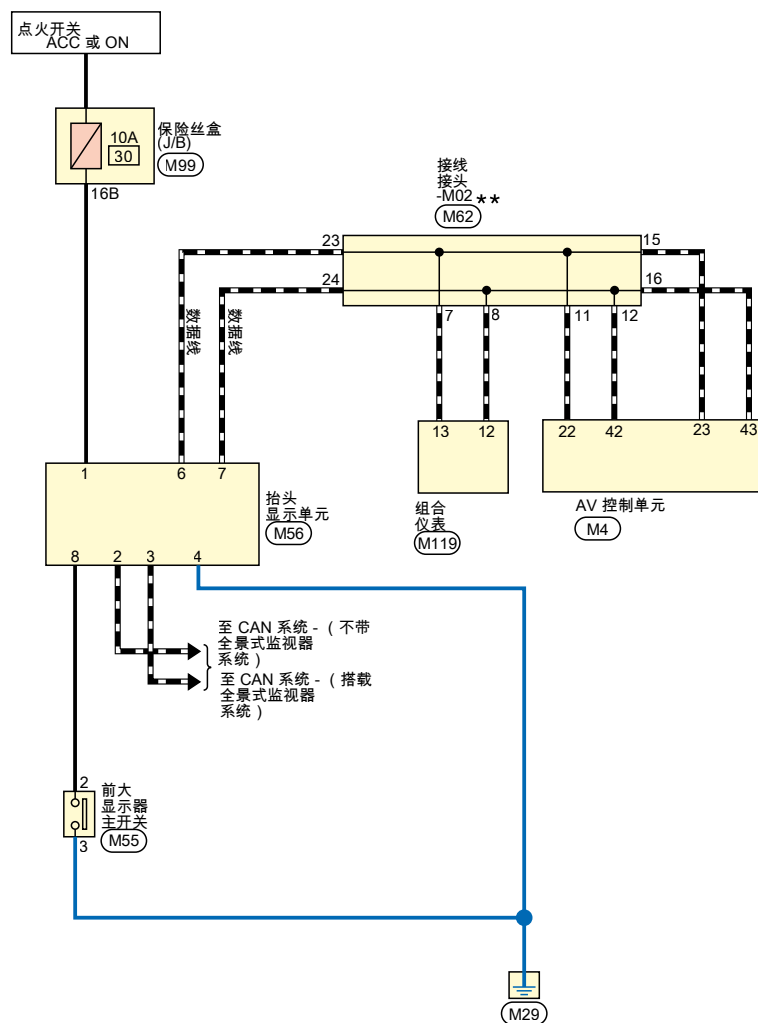 点火开关
ACC 或 ON
10A
30
保险丝盒
(J/B)
M99
16B
接线
接头
-M02 **
M62
23
15
24
16
7
8
11
12
数据线
数据线
13
12
22
42
23
43
组合
仪表
M119
AV 控制单元
M4
1
6
7
抬头
显示单元
M56
8
2
3
4
至 CAN 系统 - （不带
全景式监视器
系统）
至 CAN 系统 - （搭载
全景式监视器
系统）
2
前大
显示器
主开关
M55
3
M29